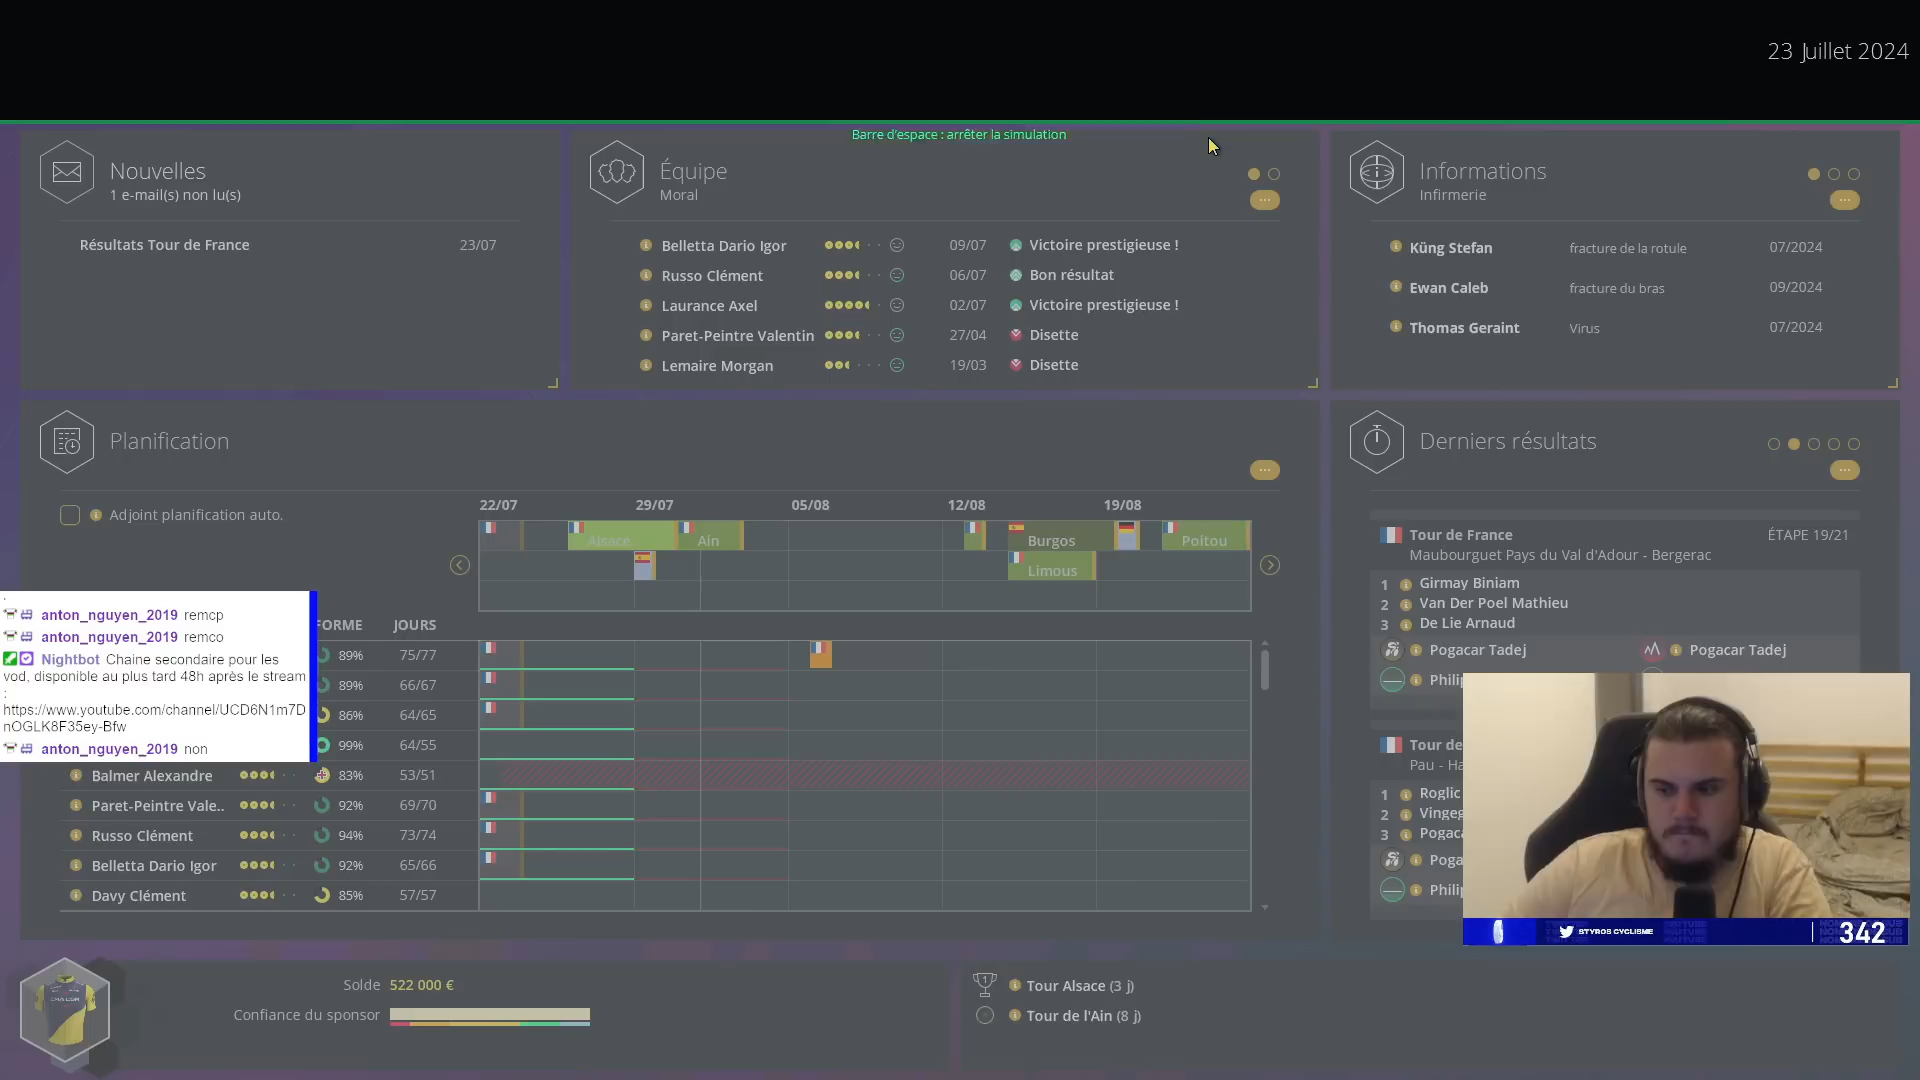 23 Juillet 2024
Barre d'espace : arrêter la simulation
Nouvelles
1 e-mail(s) non lu(s)
Résultats Tour de France 23/07
Équipe
Moral
Belletta Dario Igor 09/07 Victoire prestigieuse !
Russo Clément 06/07 Bon résultat
Laurance Axel 02/07 Victoire prestigieuse !
Paret-Peintre Valentin 27/04 Disette
Lemaire Morgan 19/03 Disette
Informations
Infirmerie
Küng Stefan fracture de la rotule 07/2024
Ewan Caleb fracture du bras 09/2024
Thomas Geraint Virus 07/2024
Planification
Adjoint planification auto.
22/07 29/07 05/08 12/08 19/08
Alsace Ain Burgos Poitou
Limous
FORME JOURS
89% 75/77
89% 66/67
86% 64/65
99% 64/55
Balmer Alexandre 83% 53/51
Paret-Peintre Vale.. 92% 69/70
Russo Clément 94% 73/74
Belletta Dario Igor 92% 65/66
Davy Clément 85% 57/57
anton_nguyen_2019 remcp
anton_nguyen_2019 remco
Nightbot Chaine secondaire pour les
vod, disponible au plus tard 48h après le stream
:
https://www.youtube.com/channel/UCD6N1m7D
nOGLK8F35ey-Bfw
anton_nguyen_2019 non
Derniers résultats
Tour de France ÉTAPE 19/21
Maubourguet Pays du Val d'Adour - Bergerac
1 Girmay Biniam
2 Van Der Poel Mathieu
3 De Lie Arnaud
Pogacar Tadej Pogacar Tadej
Philip
Tour de
Pau - Ha
1 Roglic
2 Vingeg
3 Pogaca
Poga
Philip
STYROS CYCLISME
342
Solde 522 000 €
Confiance du sponsor
Tour Alsace (3 j)
Tour de l'Ain (8 j)